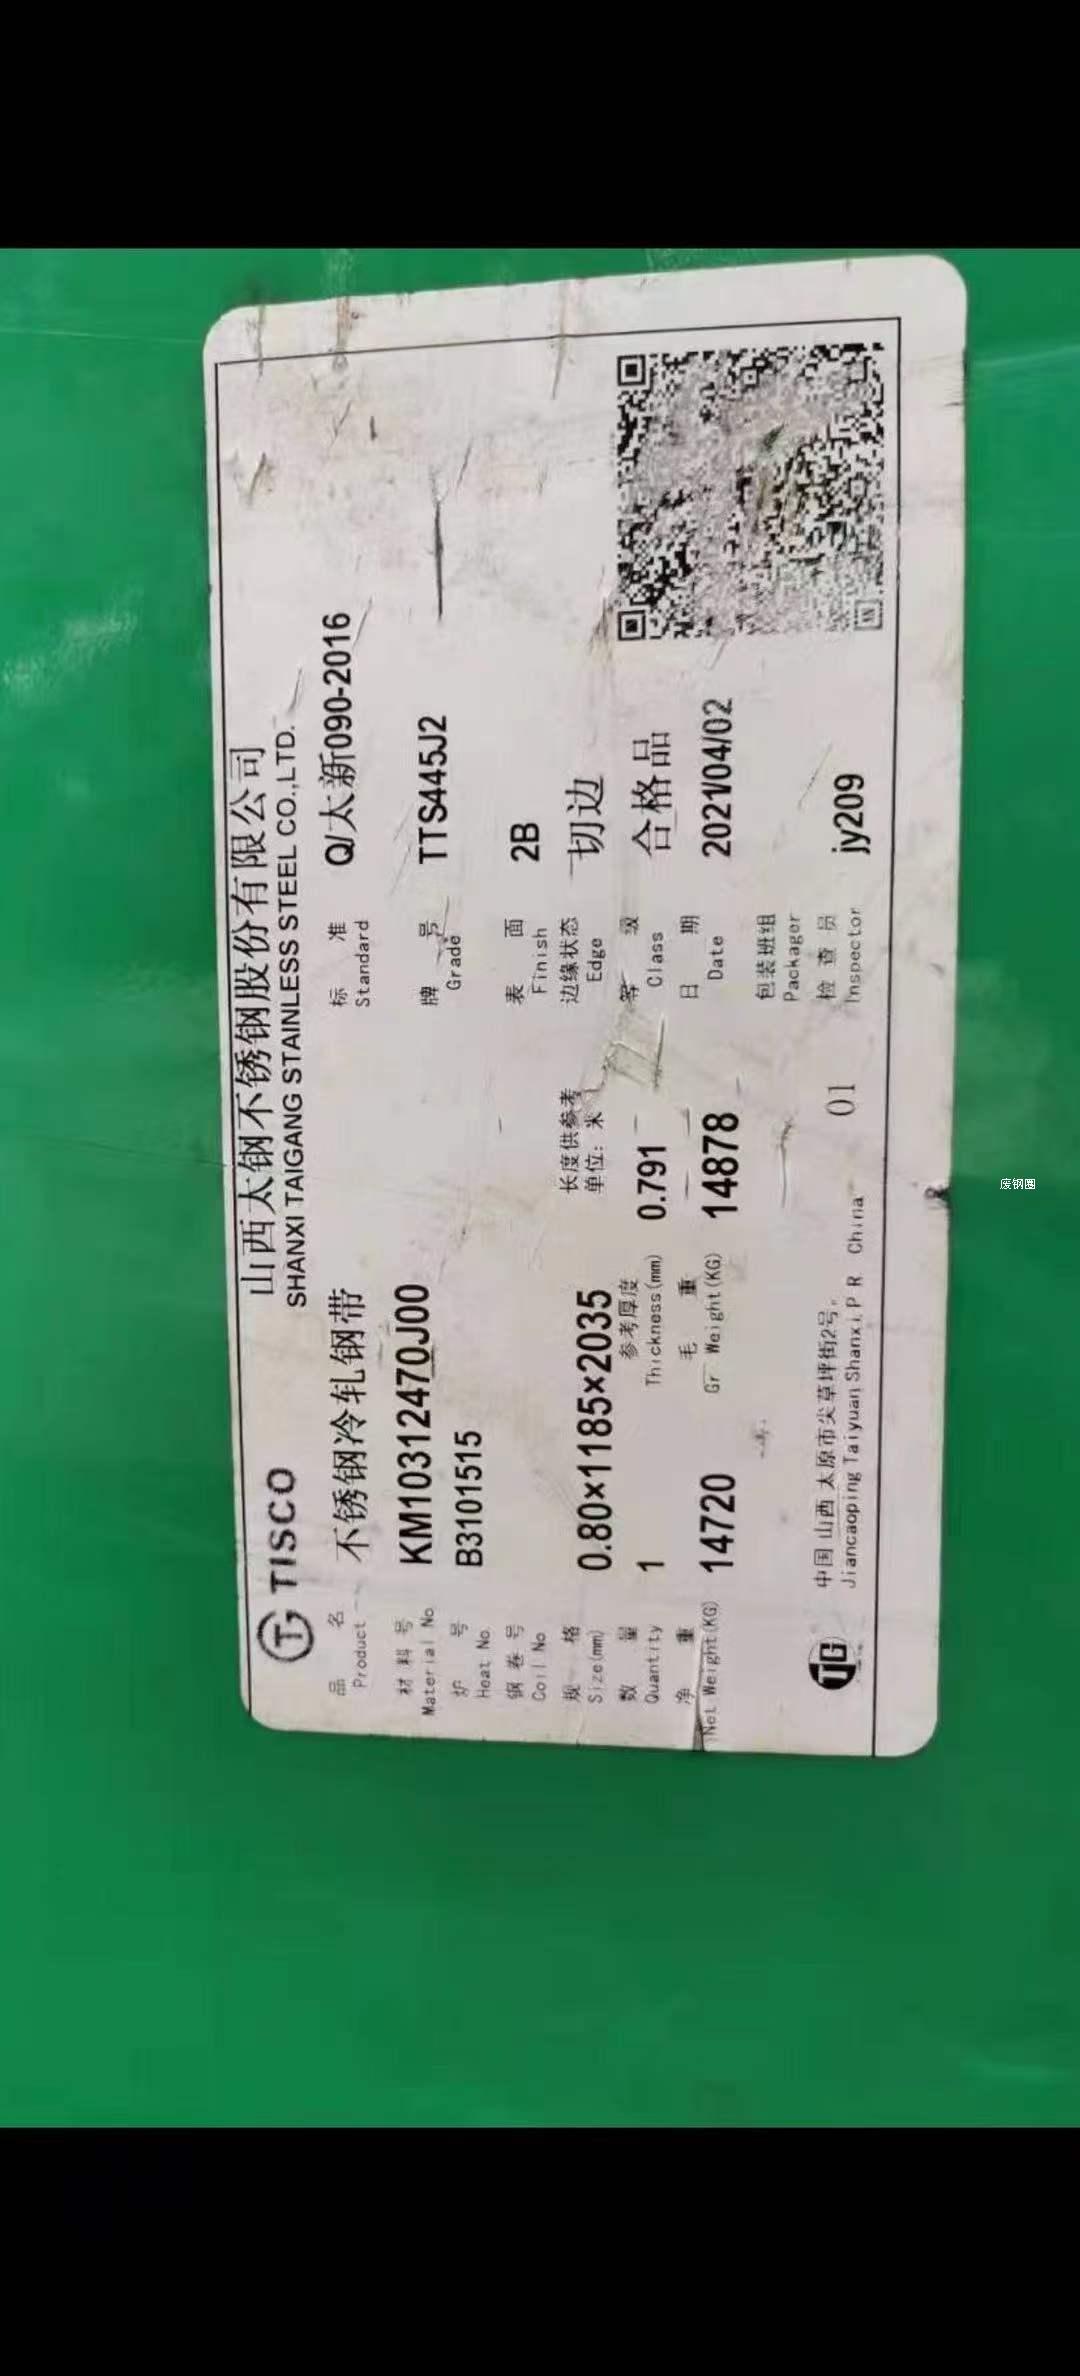 山西太钢不锈钢股份有限公司
TISCO SHANXI TAIGANG STAINLESS STEEL CO.,LTD.
品名 不锈钢冷轧钢带 标准 Q/太新090-2016
Product Standard
材料号 KM10312470J00 牌号 TTS445J2
Material No Grade
炉号 B3101515
Heat No.
钢卷号 表面 2B
Coil No Finish
规格 0.80×1185×2035 长度供参考 边缘状态 切边
Size(mm) 单位：米 Edge
数量 1 参考厚度 0.791 等级 合格品
Quantity Thickness(mm) Class
净重 14720 毛重 14878 日期 2021/04/02
Net Weight(KG) Gr Weight(KG) Date
包装班组
Packager
TG 中国 山西 太原市尖草坪街2号, 01 检查员 jy209
Jiancaoping Taiyuan Shanxi,P R China Inspector
废钢圈